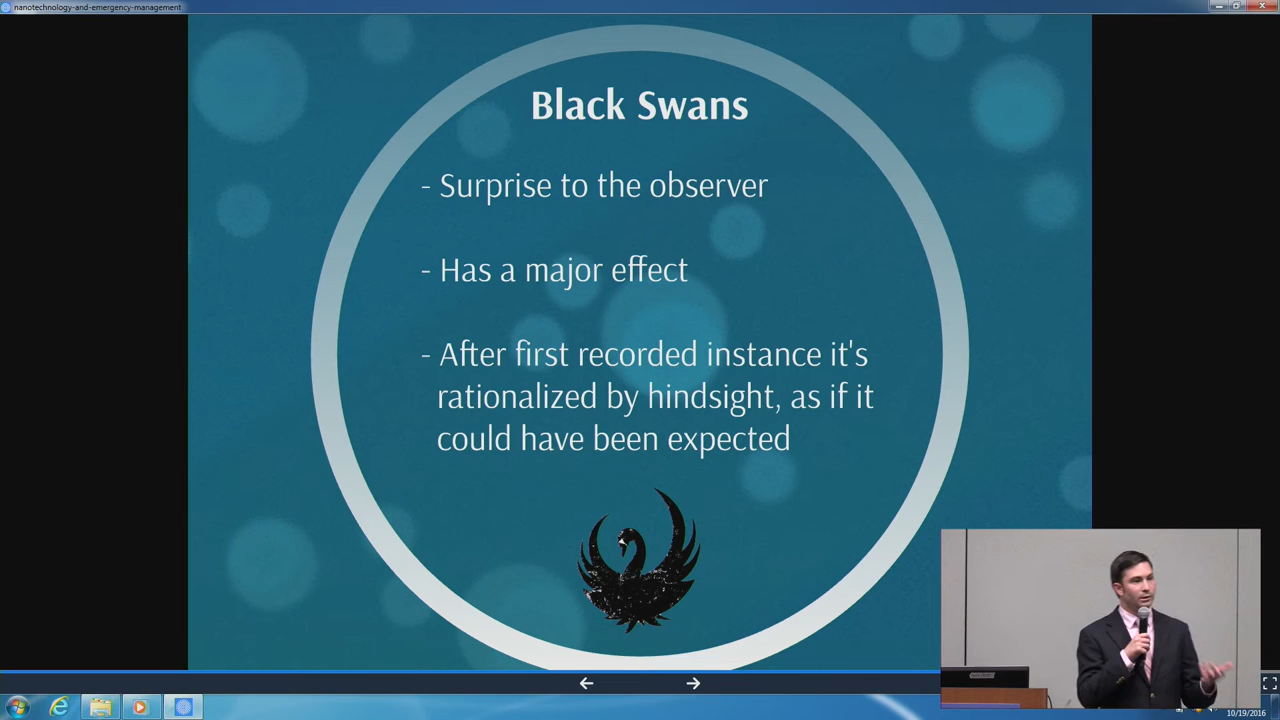 nanotechnology-and-emergency-management
Black Swans
- Surprise to the observer
- Has a major effect
- After first recorded instance it's
rationalized by hindsight, as if it
could have been expected
10/19/2016